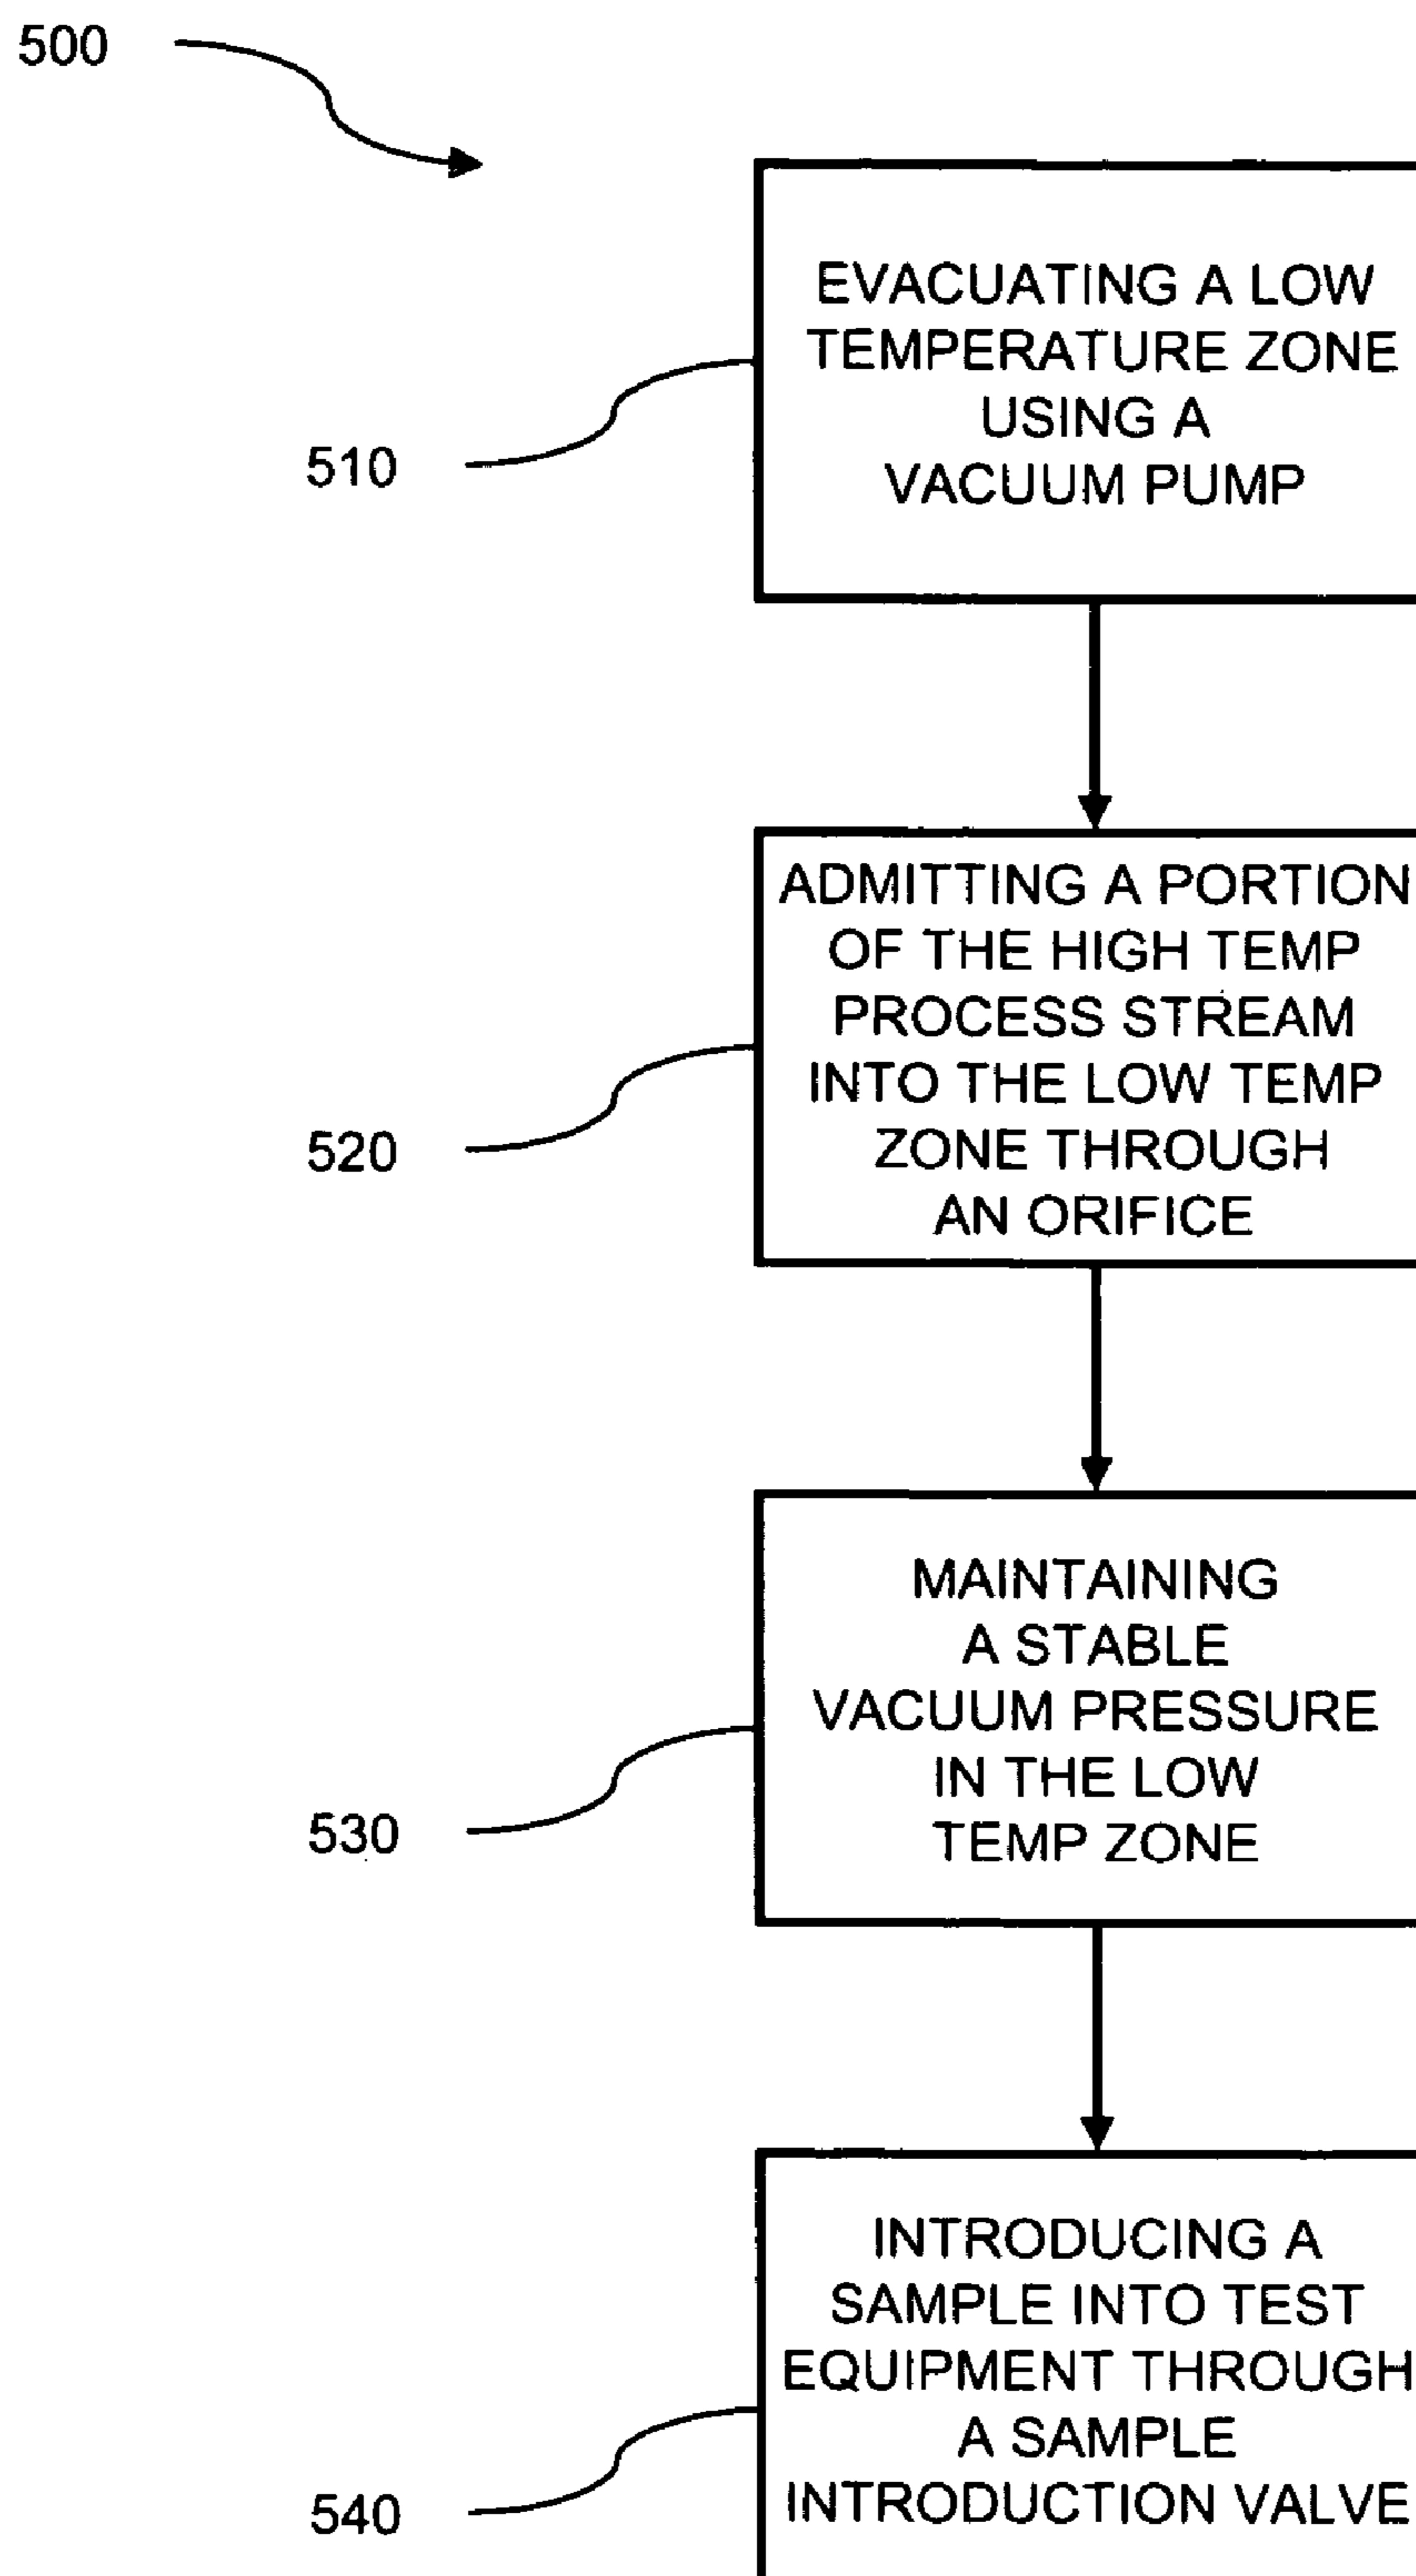 500
EVACUATING A LOW
TEMPERATURE ZONE
USING A
VACUUM PUMP
510
ADMITTING A PORTION
OF THE HIGH TEMP
PROCESS STREAM
INTO THE LOW TEMP
ZONE THROUGH
AN ORIFICE
520
MAINTAINING
A STABLE
VACUUM PRESSURE
IN THE LOW
TEMP ZONE
530
INTRODUCING A
SAMPLE INTO TEST
EQUIPMENT THROUGH
A SAMPLE
INTRODUCTION VALVE
540